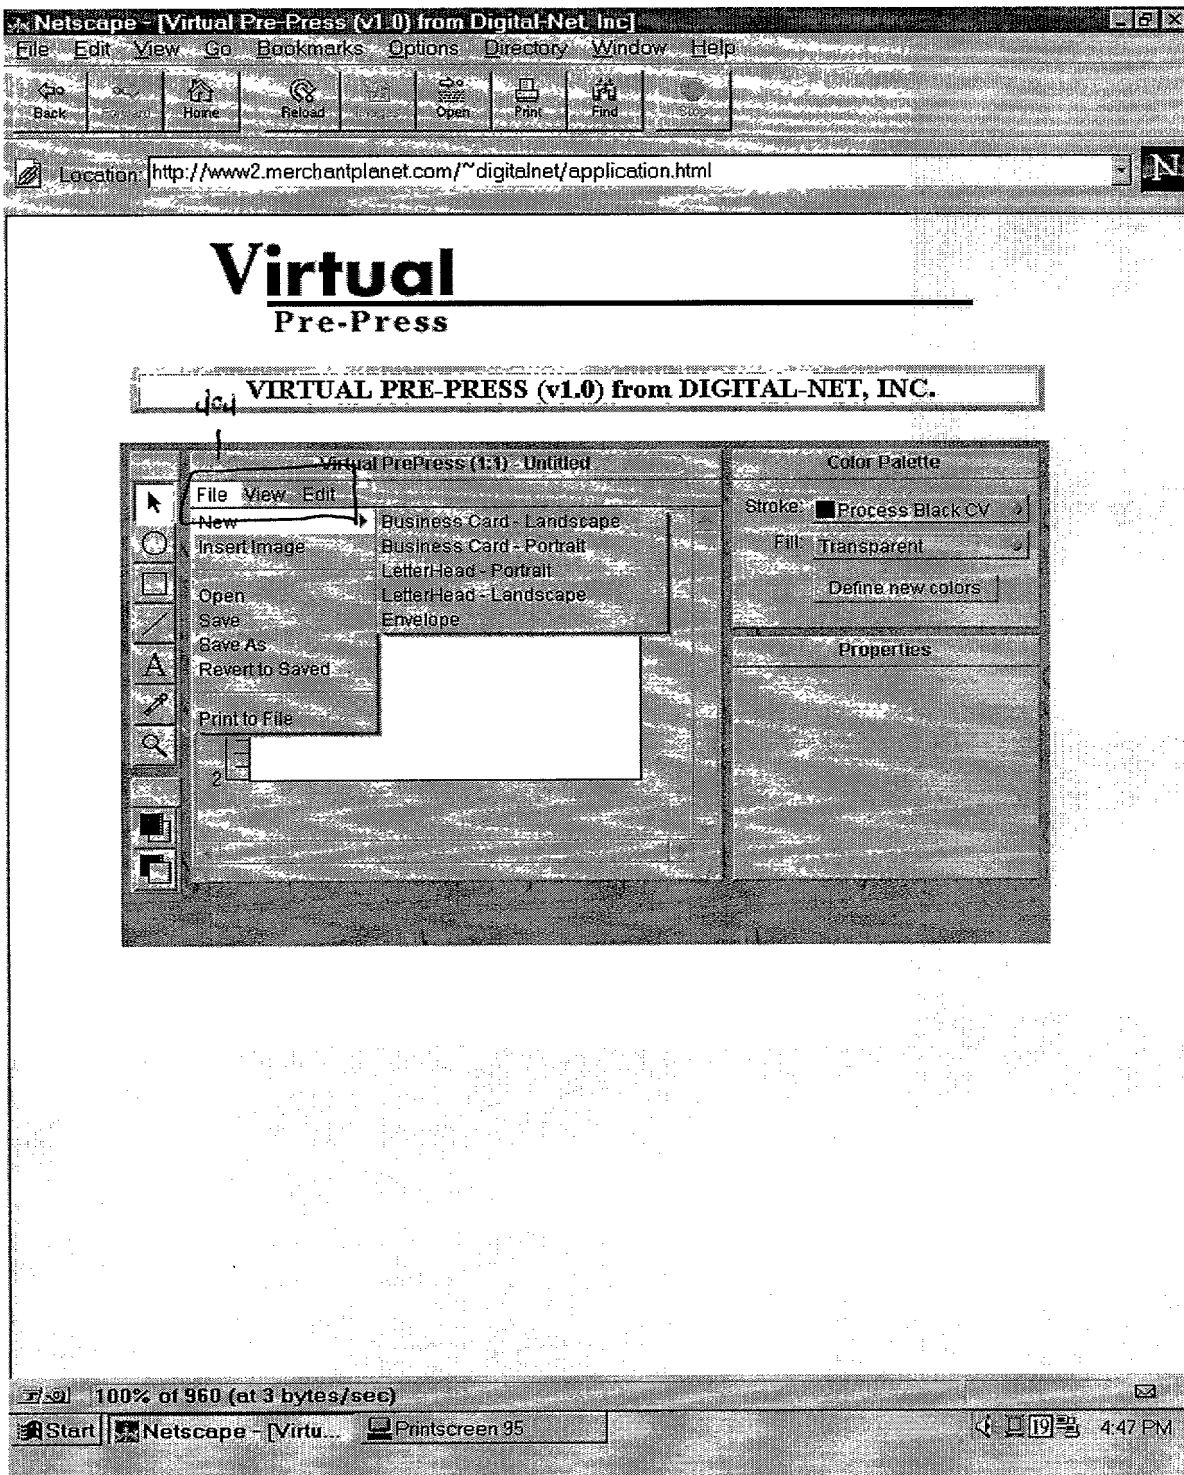 Netscape - [Virtual Pre-Press (v1.0) from Digital-Net, Inc]
File Edit View Go Bookmarks Options Directory Window Help
Back Forward Home Reload Images Open Print Find Stop
Location: http://www2.merchantplanet.com/~digitalnet/application.html
N
Virtual
Pre-Press
VIRTUAL PRE-PRESS (v1.0) from DIGITAL-NET, INC.
Virtual PrePress (1:1) - Untitled
File View Edit
New
Insert Image
Open
Save
Save As
Revert to Saved
Print to File
Business Card - Landscape
Business Card - Portrait
LetterHead - Portrait
LetterHead - Landscape
Envelope
A
2
Color Palette
Stroke: Process Black CV
Fill: Transparent
Define new colors
Properties
100% of 960 (at 3 bytes/sec)
Start Netscape - [Virtu... Printscreen 95 19 4:47 PM